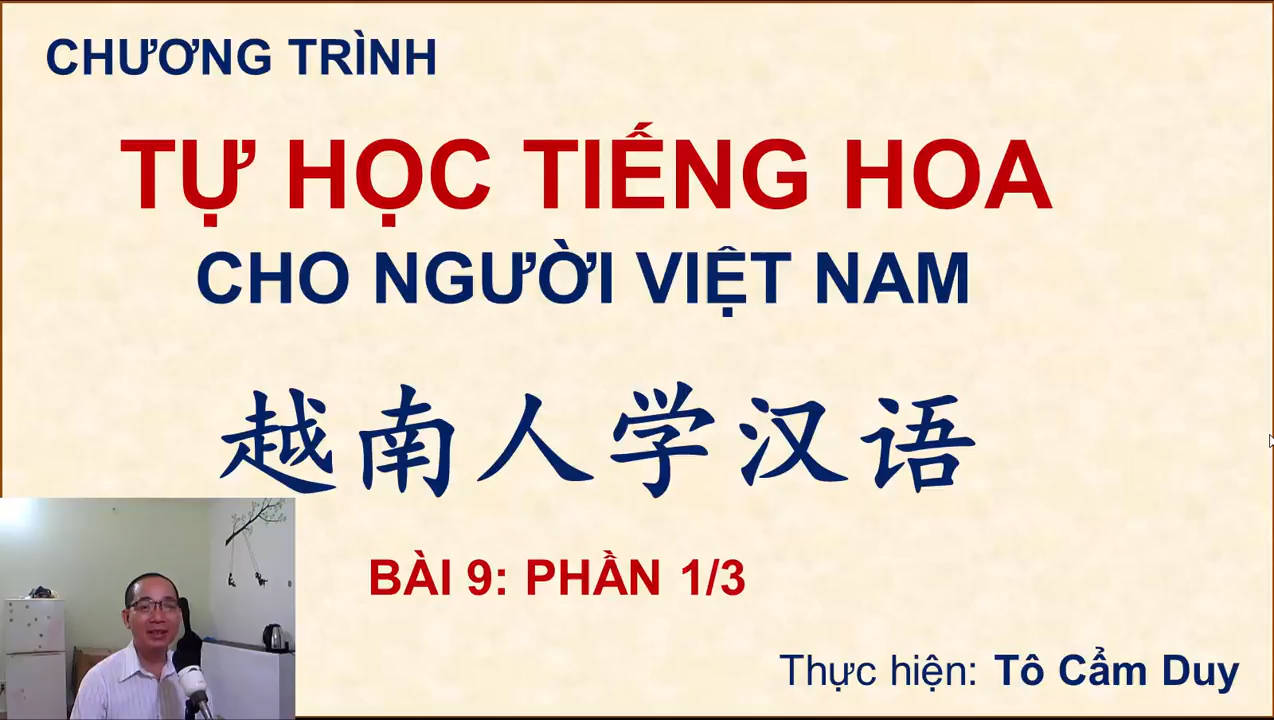 CHƯƠNG TRÌNH
TỰ HỌC TIẾNG HOA
CHO NGƯỜI VIỆT NAM
越南人学汉语
BÀI 9: PHẦN 1/3
Thực hiện: Tô Cẩm Duy